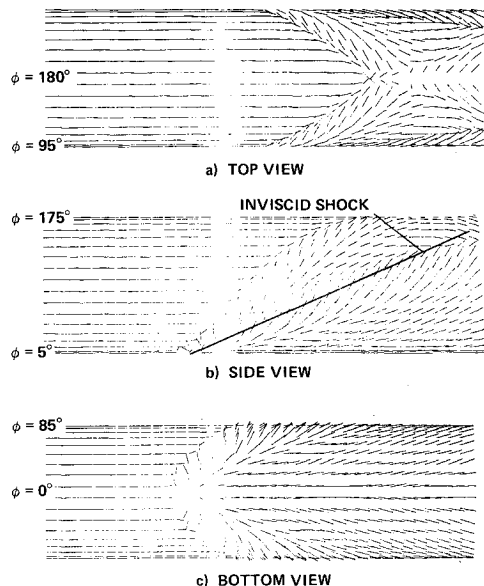 φ = 180°
φ = 95°
a) TOP VIEW
INVISCID SHOCK
φ = 175°
φ = 5°
b) SIDE VIEW
φ = 85°
φ = 0°
c) BOTTOM VIEW